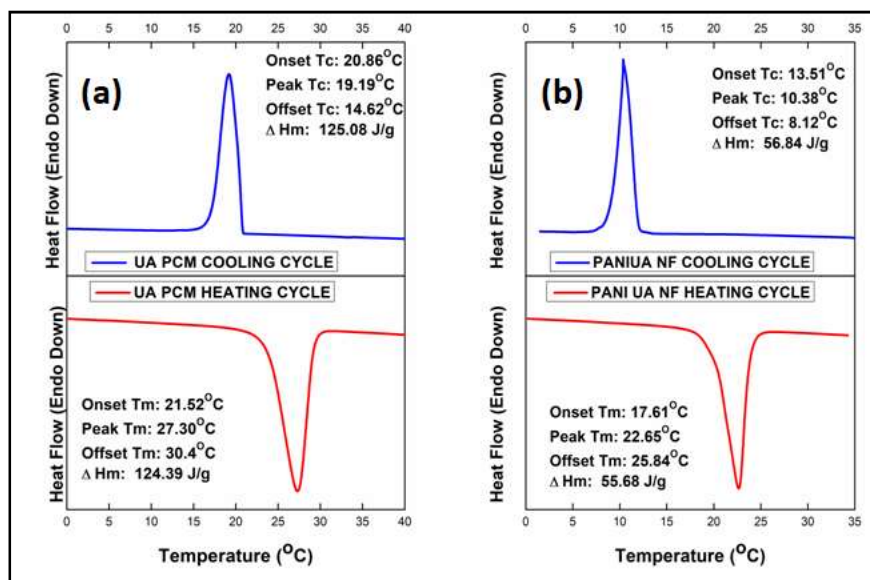 0 5 10 15 20 25 30 35 40
(a)
Onset Tc: 20.86°C
Peak Tc: 19.19°C
Offset Tc: 14.62°C
Δ Hm: 125.08 J/g
Heat Flow (Endo Down)
UA PCM COOLING CYCLE
UA PCM HEATING CYCLE
Heat Flow (Endo Down)
Onset Tm: 21.52°C
Peak Tm: 27.30°C
Offset Tm: 30.4°C
Δ Hm: 124.39 J/g
0 5 10 15 20 25 30 35 40
Temperature (°C)
0 5 10 15 20 25 30 35
(b)
Onset Tc: 13.51°C
Peak Tc: 10.38°C
Offset Tc: 8.12°C
Δ Hm: 56.84 J/g
Heat Flow (Endo Down)
PANIUA NF COOLING CYCLE
PANI UA NF HEATING CYCLE
Heat Flow (Endo Down)
Onset Tm: 17.61°C
Peak Tm: 22.65°C
Offset Tm: 25.84°C
Δ Hm: 55.68 J/g
0 5 10 15 20 25 30 35
Temperature (°C)